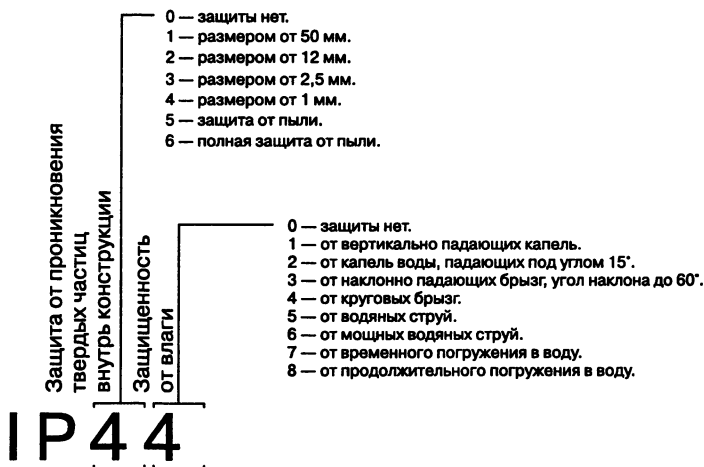 0 — защиты нет.
1 — размером от 50 мм.
2 — размером от 12 мм.
3 — размером от 2,5 мм.
4 — размером от 1 мм.
5 — защита от пыли.
6 — полная защита от пыли.
Защита от проникновения
твердых частиц
внутрь конструкции
Защищенность
от влаги
0 — защиты нет.
1 — от вертикально падающих капель.
2 — от капель воды, падающих под углом 15°.
3 — от наклонно падающих брызг, угол наклона до 60°.
4 — от круговых брызг.
5 — от водяных струй.
6 — от мощных водяных струй.
7 — от временного погружения в воду.
8 — от продолжительного погружения в воду.
IP44